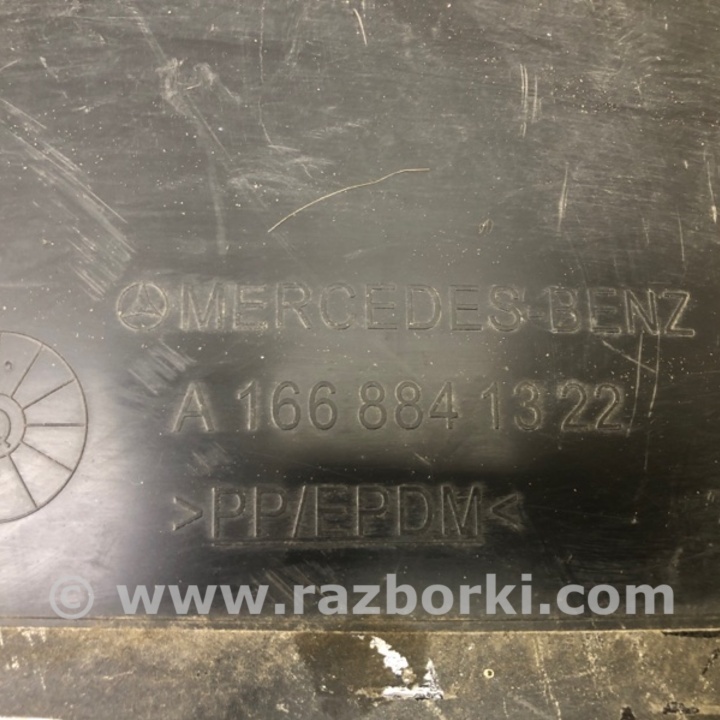 MERCEDES-BENZ
A 166 884 13 22
>PP/EPDM<
© www.razborki.com